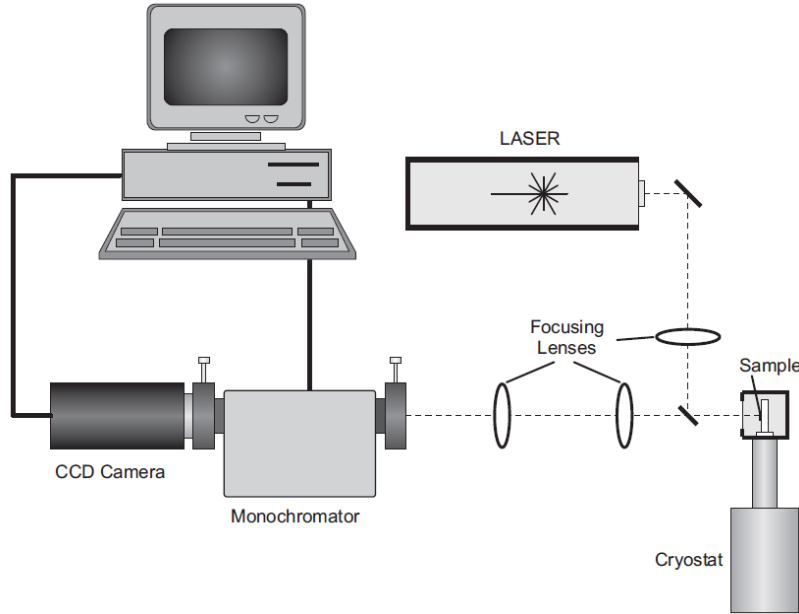 LASER
Focusing
Lenses
Sample
CCD Camera
Monochromator
Cryostat